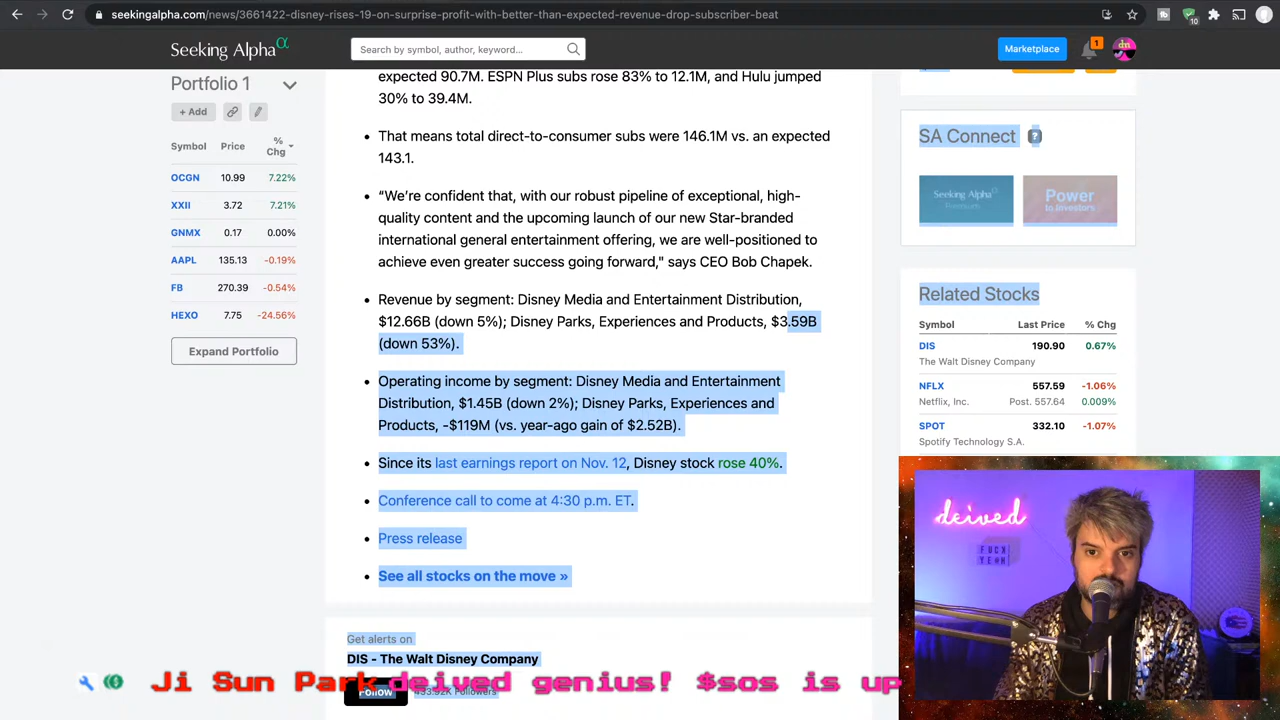 seekingalpha.com/news/3661422-disney-rises-19-on-surprise-profit-with-better-than-expected-revenue-drop-subscriber-beat
10
Seeking Alpha α
Search by symbol, author, keyword...
Marketplace
1
dn
Portfolio 1
+ Add
Symbol Price % Chg
OCGN 10.99 7.22%
XXII 3.72 7.21%
GNMX 0.17 0.00%
AAPL 135.13 -0.19%
FB 270.39 -0.54%
HEXO 7.75 -24.56%
Expand Portfolio
expected 90.7M. ESPN Plus subs rose 83% to 12.1M, and Hulu jumped
30% to 39.4M.
• That means total direct-to-consumer subs were 146.1M vs. an expected
143.1.
• “We’re confident that, with our robust pipeline of exceptional, high-
quality content and the upcoming launch of our new Star-branded
international general entertainment offering, we are well-positioned to
achieve even greater success going forward," says CEO Bob Chapek.
• Revenue by segment: Disney Media and Entertainment Distribution,
$12.66B (down 5%); Disney Parks, Experiences and Products, $3.59B
(down 53%).
• Operating income by segment: Disney Media and Entertainment
Distribution, $1.45B (down 2%); Disney Parks, Experiences and
Products, -$119M (vs. year-ago gain of $2.52B).
• Since its last earnings report on Nov. 12, Disney stock rose 40%.
• Conference call to come at 4:30 p.m. ET.
• Press release
• See all stocks on the move »
Get alerts on
DIS - The Walt Disney Company
Follow
SA Connect ?
Seeking Alpha α
Power
to Investors
Related Stocks
Symbol Last Price % Chg
DIS 190.90 0.67%
The Walt Disney Company
NFLX 557.59 -1.06%
Netflix, Inc. Post. 557.64 0.009%
SPOT 332.10 -1.07%
Spotify Technology S.A.
deived
FUCK
YEAH
Ji Sun Park deived genius! $sos is up